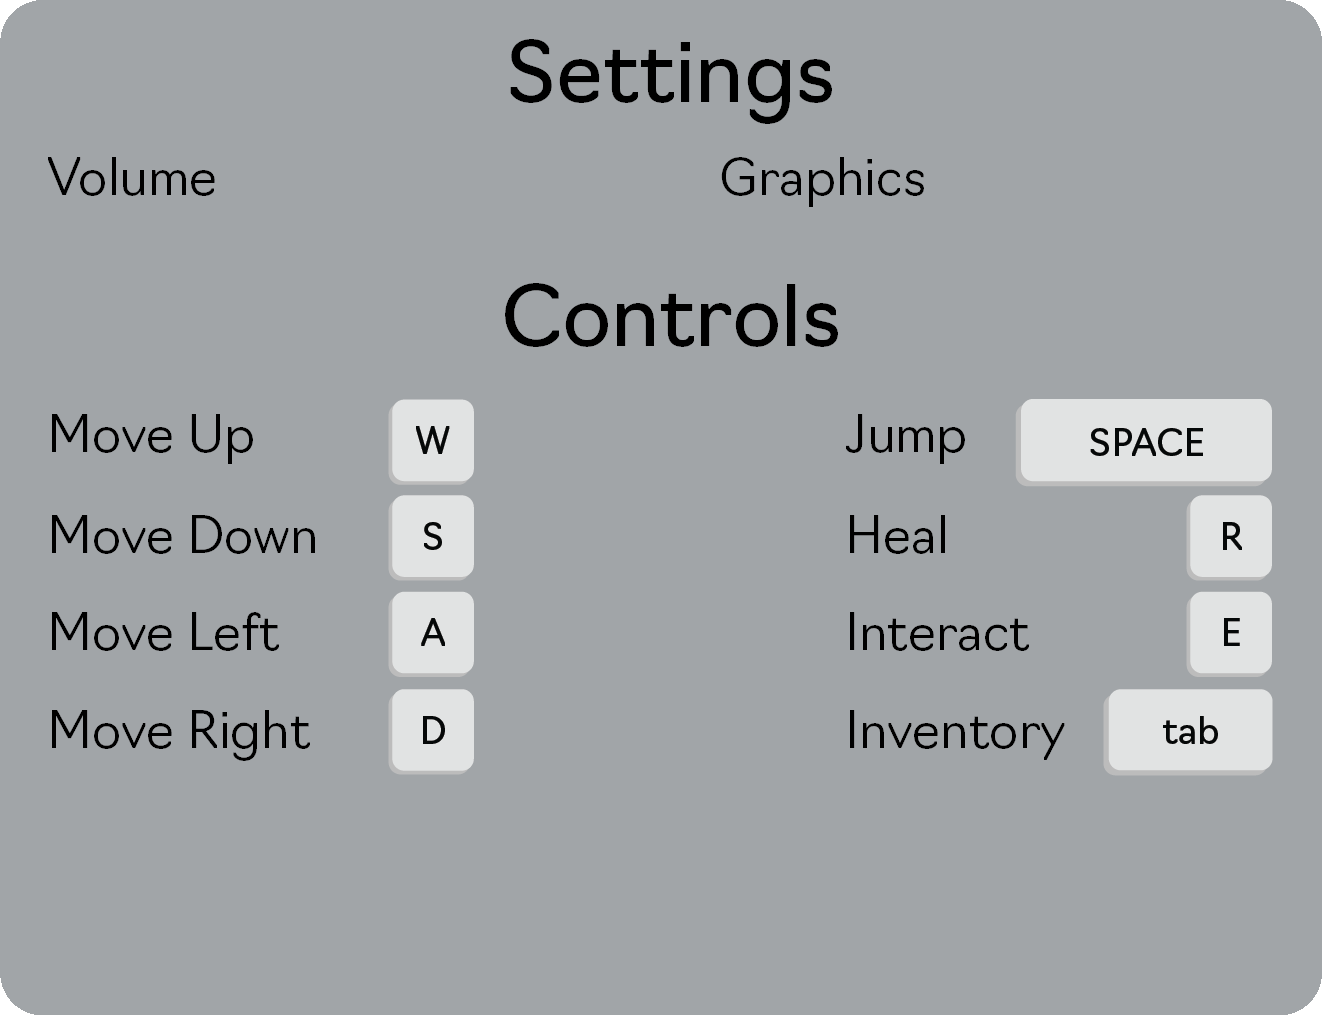 Settings
Volume Graphics
Controls
Move Up W Jump SPACE
Move Down S Heal R
Move Left A Interact E
Move Right D Inventory tab